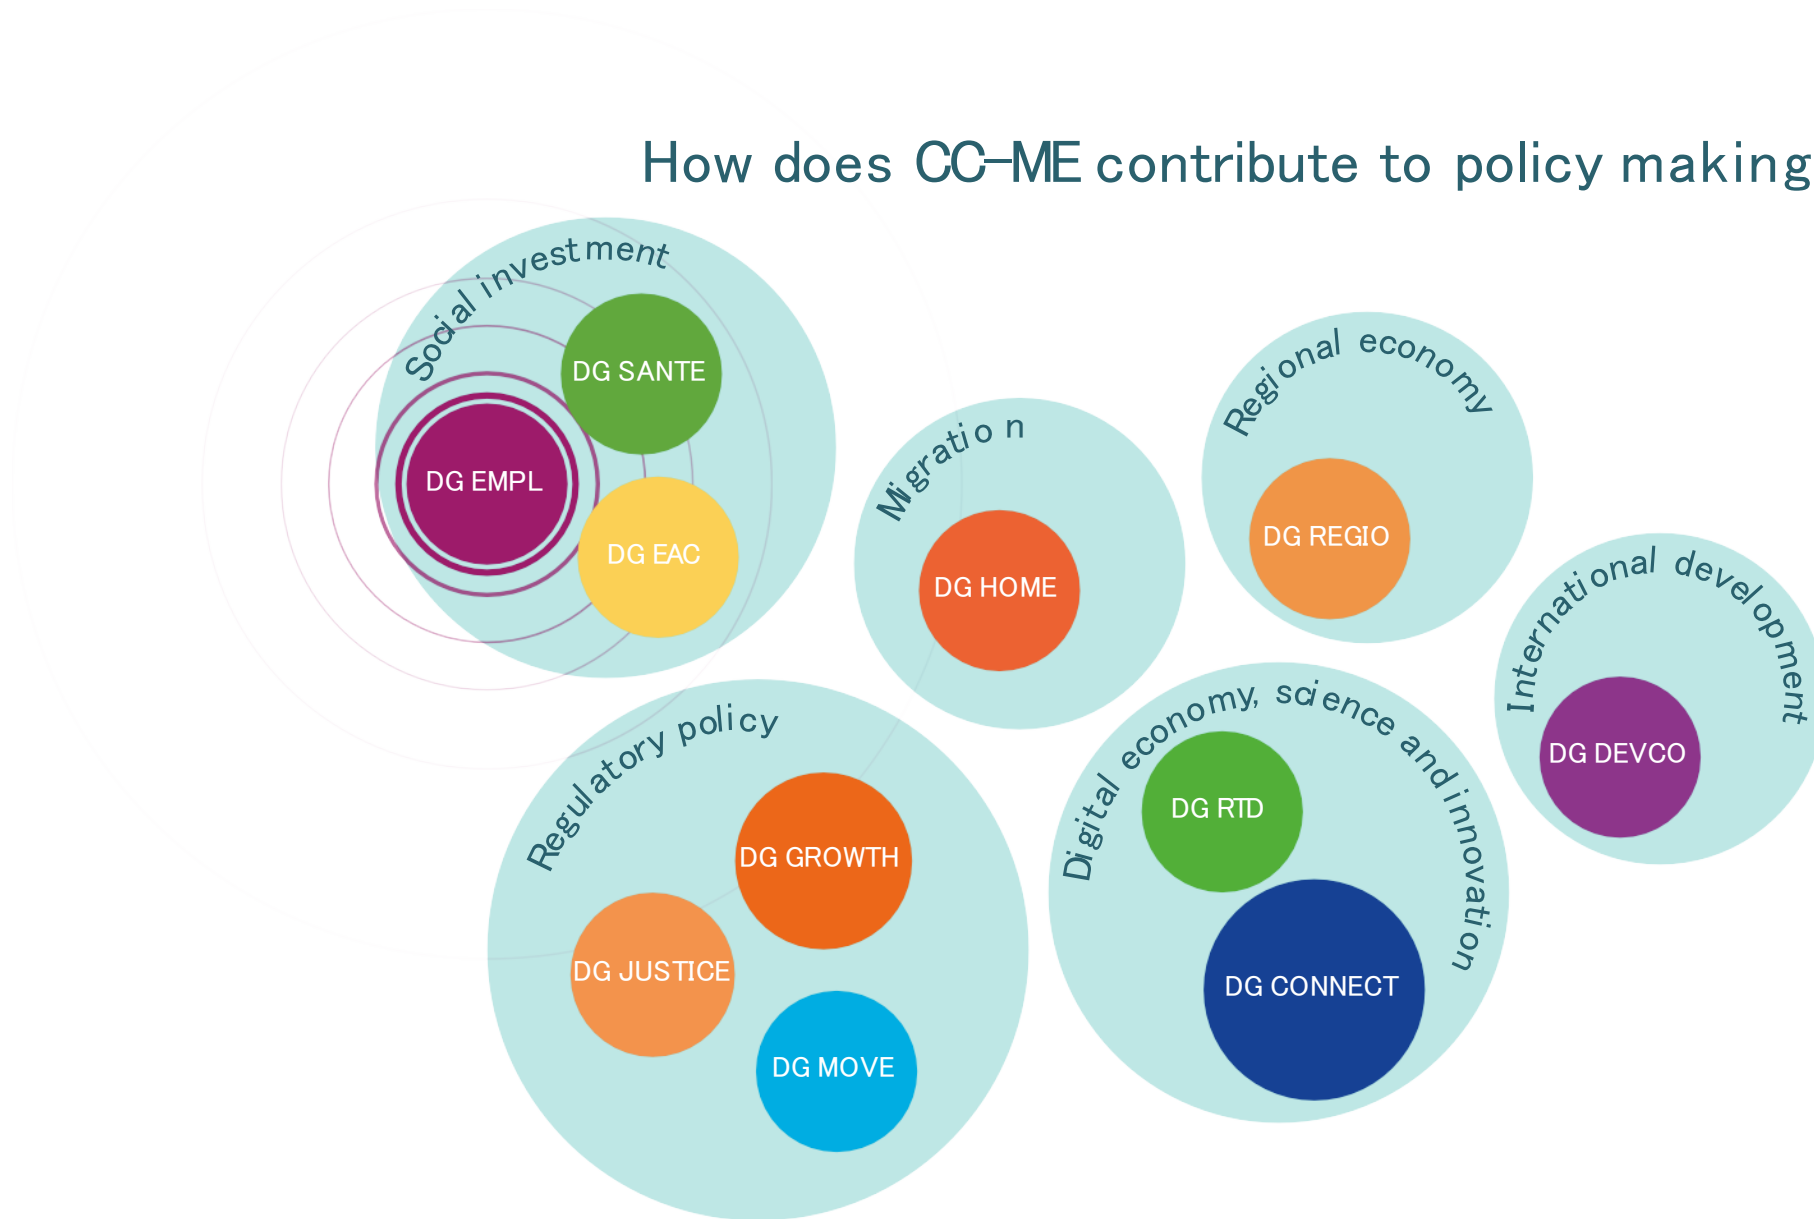 How does CC-ME contribute to policy making
Social investment
DG SANTE
DG EMPL
DG EAC
Migration
DG HOME
Regional economy
DG REGIO
International development
DG DEVCO
Regulatory policy
DG GROWTH
DG JUSTICE
DG MOVE
Digital economy, science and innovation
DG RTD
DG CONNECT